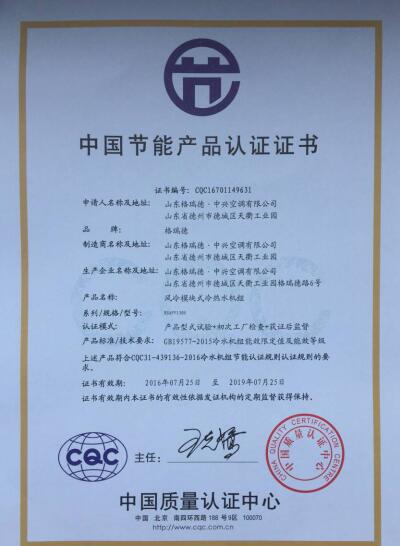 中国节能产品认证证书
证书编号: CQC16701149631
申请人名称及地址: 山东格瑞德·中兴空调有限公司
山东省德州市德城区天衢工业园
品 牌: 格瑞德
制造商名称及地址: 山东格瑞德·中兴空调有限公司
山东省德州市德城区天衢工业园
生产企业名称及地址: 山东格瑞德·中兴空调有限公司
山东省德州市德城区天衢工业园格瑞德路6号
产品名称: 风冷模块式冷热水机组
系列/规格/型号:
认证模式: 产品型式试验+初次工厂检查+获证后监督
产品标准/技术要求: GB19577-2015冷水机组能效限定值及能效等级
上述产品符合CQC31-439136-2016冷水机组节能认证规则认证规则的要
求。
证书有效期: 2016年07月25日 至 2019年07月25日
证书有效期内本证书的有效性依据发证机构的定期监督获得保持。
CQC
主任:
CHINA QUALITY CERTIFICATION CENTRE
中国质量认证中心
中国质量认证中心
中国 北京 南四环西路 188 号 9区 100070
http://www.cqc.com.cn